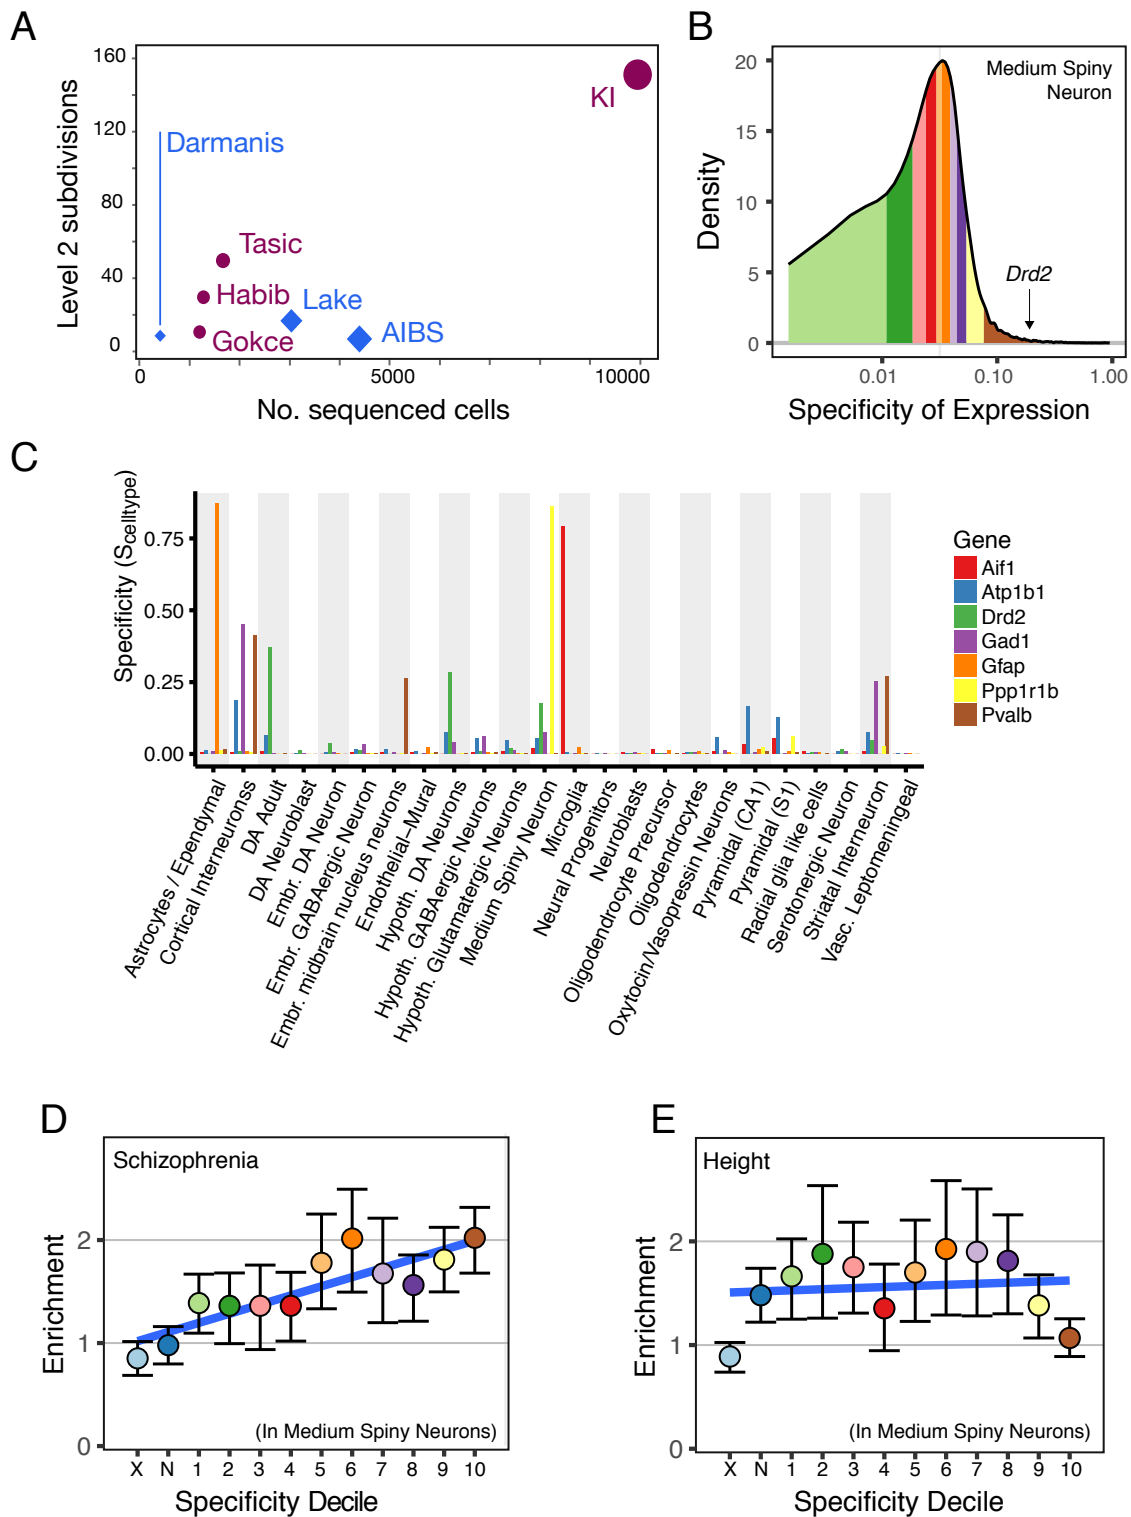 A
160
120
80
40
0
Level 2 subdivisions
Darmanis
Tasic
Habib
Gokce
Lake
AIBS
KI
0
5000
10000
No. sequenced cells
B
20
15
10
5
0
Density
Medium Spiny
Neuron
Drd2
0.01
0.10
1.00
Specificity of Expression
C
Specificity (Scelltype)
0.75
0.50
0.25
0.00
Astrocytes / Ependymal
Cortical Interneuronss
DA Adult
DA Neuroblast
Embr. DA Neuron
Embr. GABAergic Neuron
Embr. midbrain nucleus neurons
Endothelial–Mural
Hypoth. DA Neurons
Hypoth. GABAergic Neurons
Hypoth. Glutamatergic Neurons
Medium Spiny Neuron
Microglia
Neural Progenitors
Neuroblasts
Oligodendrocyte Precursor
Oligodendrocytes
Oxytocin/Vasopressin Neurons
Pyramidal (CA1)
Pyramidal (S1)
Radial glia like cells
Serotonergic Neuron
Striatal Interneuron
Vasc. Leptomeningeal
Gene
Aif1
Atp1b1
Drd2
Gad1
Gfap
Ppp1r1b
Pvalb
D
Schizophrenia
2
1
0
Enrichment
(In Medium Spiny Neurons)
X N 1 2 3 4 5 6 7 8 9 10
Specificity Decile
E
Height
2
1
0
Enrichment
(In Medium Spiny Neurons)
X N 1 2 3 4 5 6 7 8 9 10
Specificity Decile